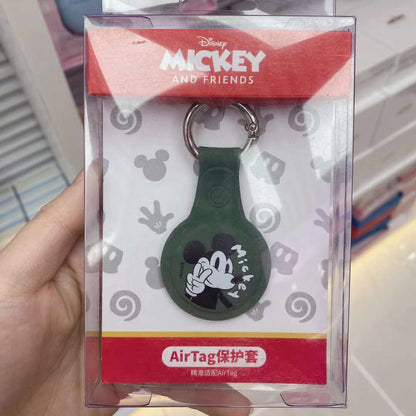 Disney
MICKEY
AND FRIENDS
Mickey
AirTag保护套
精准适配AirTag